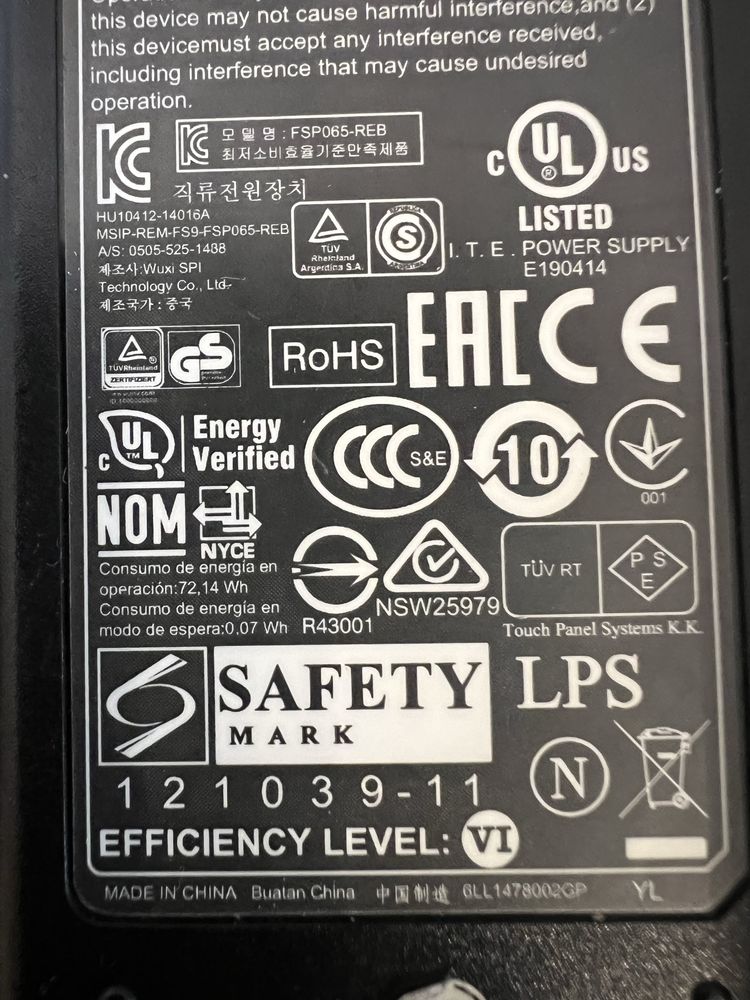 this device may not cause harmful interference,and (2)
this devicemust accept any interference received,
including interference that may cause undesired
operation.
모 델 명 : FSP065-REB
최저소비효율기준만족제품
직류전원장치
HU10412-14016A
MSIP-REM-FS9-FSP065-REB
A/S: 0505-525-1488
제조사:Wuxi SPI
Technology Co., Ltd.
제조국가 : 중국
TÜV
Rheinland
Argentina S.A.
REPUBLICA
S
ARGENTINA
C UL ® US
LISTED
I. T. E . POWER SUPPLY
E190414
TÜVRheinland ®
ZERTIFIZIERT
GS
RoHS
EAC CE
C UL TM
Energy
Verified
CCC S&E
10
001
NOM
NYCE
Consumo de energía en
operación:72,14 Wh
Consumo de energía en
modo de espera:0,07 Wh
R43001
NSW25979
TÜV RT
P S
E
Touch Panel Systems K.K.
SAFETY
MARK
LPS
121039-11
N
EFFICIENCY LEVEL: VI
MADE IN CHINA Buatan China 中国制造 6LL1478002GP YL